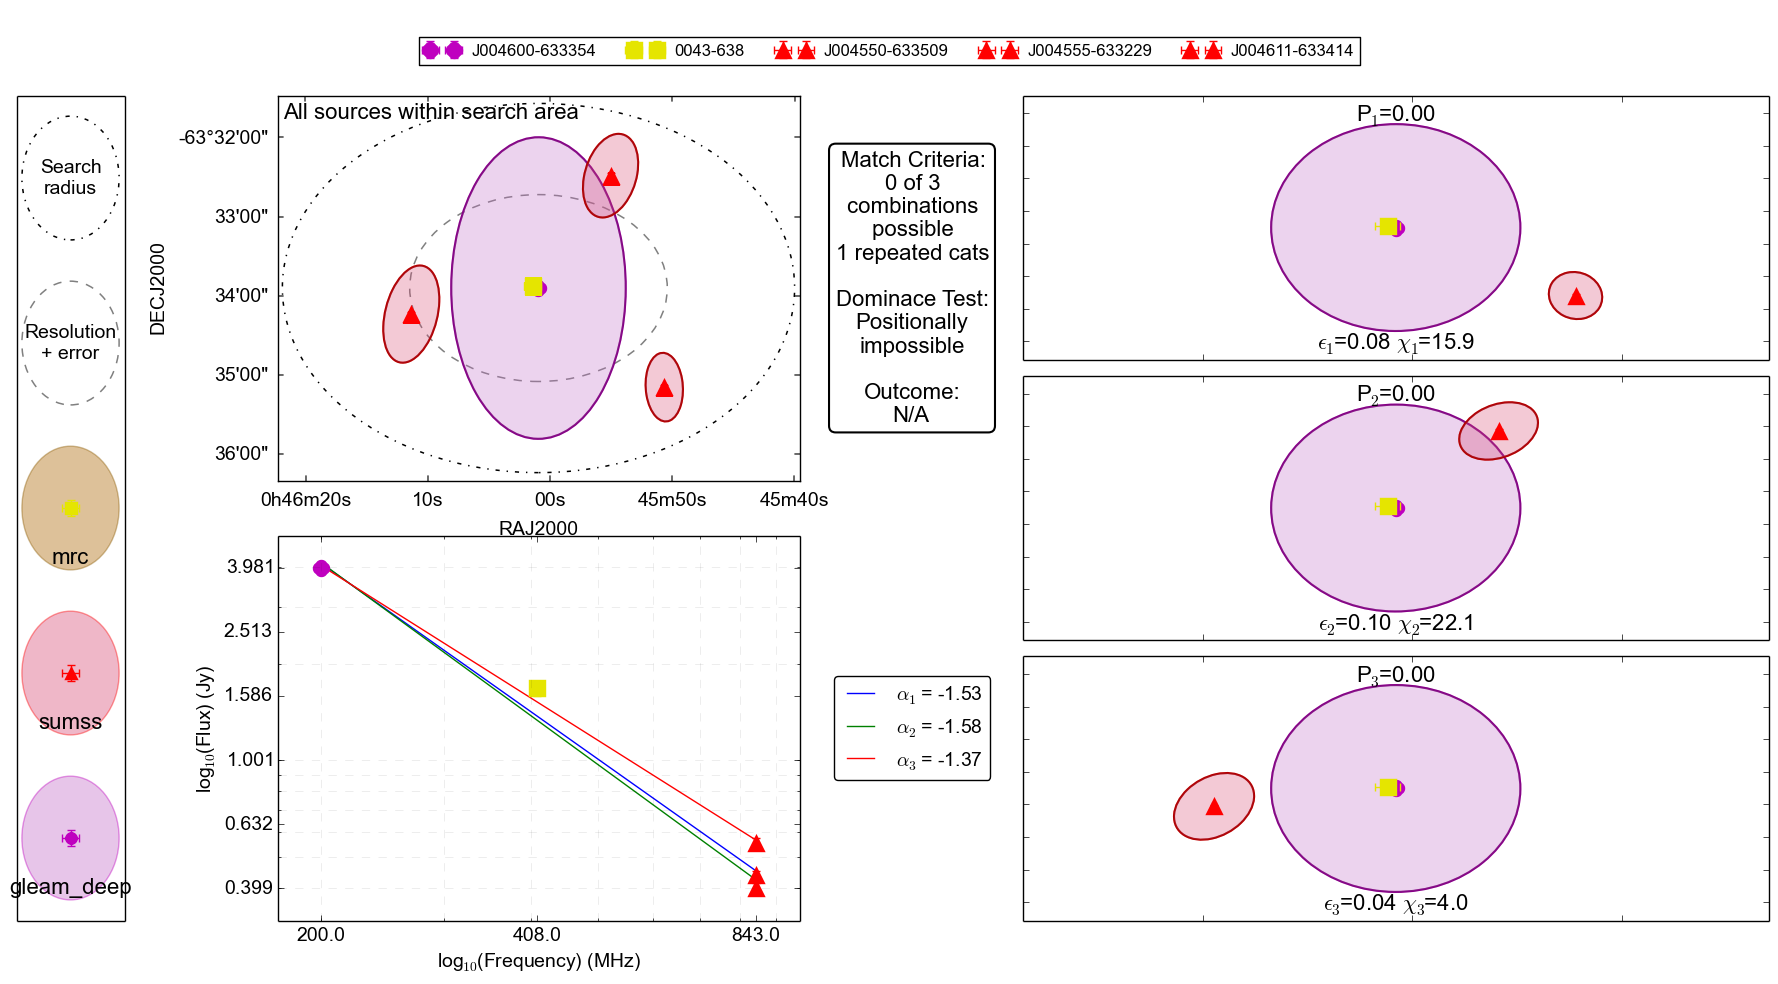 J004600-633354 0043-638 J004550-633509 J004555-633229 J004611-633414
Search
radius
Resolution
+ error
mrc
sumss
gleam_deep
All sources within search area
DECJ2000
-63°32'00"
33'00"
34'00"
35'00"
36'00"
0h46m20s 10s 00s 45m50s 45m40s
RAJ2000
log₁₀(Flux) (Jy)
3.981
2.513
1.586
1.001
0.632
0.399
200.0 408.0 843.0
log₁₀(Frequency) (MHz)
Match Criteria:
0 of 3
combinations
possible
1 repeated cats
Dominace Test:
Positionally
impossible
Outcome:
N/A
α₁ = -1.53
α₂ = -1.58
α₃ = -1.37
P₁=0.00
ϵ₁=0.08 χ₁=15.9
P₂=0.00
ϵ₂=0.10 χ₂=22.1
P₃=0.00
ϵ₃=0.04 χ₃=4.0